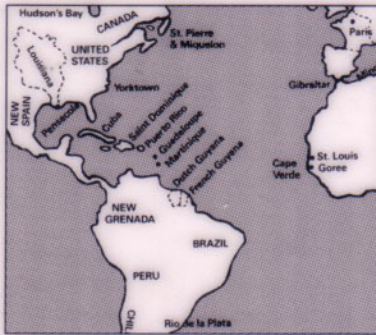 Hudson's Bay
CANADA
Paris
Louisiana
UNITED
STATES
St. Pierre
& Miquelon
Yorktown
Gibraltar
NEW
SPAIN
Pensacola
Cuba
Saint Dominique
Puerto Rico
Guadeloupe
Martinique
Dutch Guyana
French Guyana
Cape
Verde
St. Louis
Goree
NEW
GRENADA
BRAZIL
PERU
CHILI
Rio de la Plata